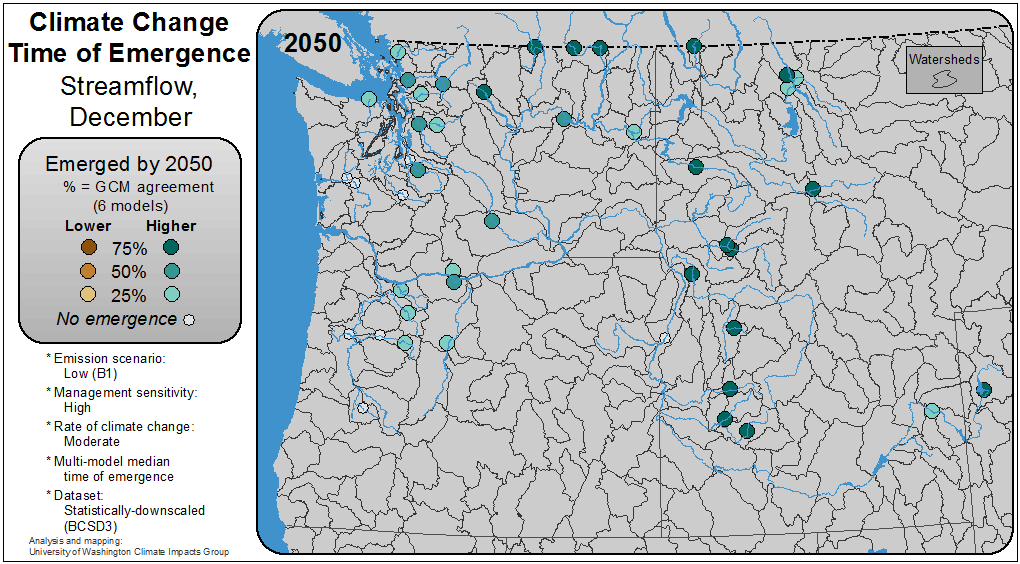 Climate Change
Time of Emergence
Streamflow,
December
Emerged by 2050
% = GCM agreement
(6 models)
Lower Higher
75%
50%
25%
No emergence
* Emission scenario:
Low (B1)
* Management sensitivity:
High
* Rate of climate change:
Moderate
* Multi-model median
time of emergence
* Dataset:
Statistically-downscaled
(BCSD3)
Analysis and mapping:
University of Washington Climate Impacts Group
2050
Watersheds